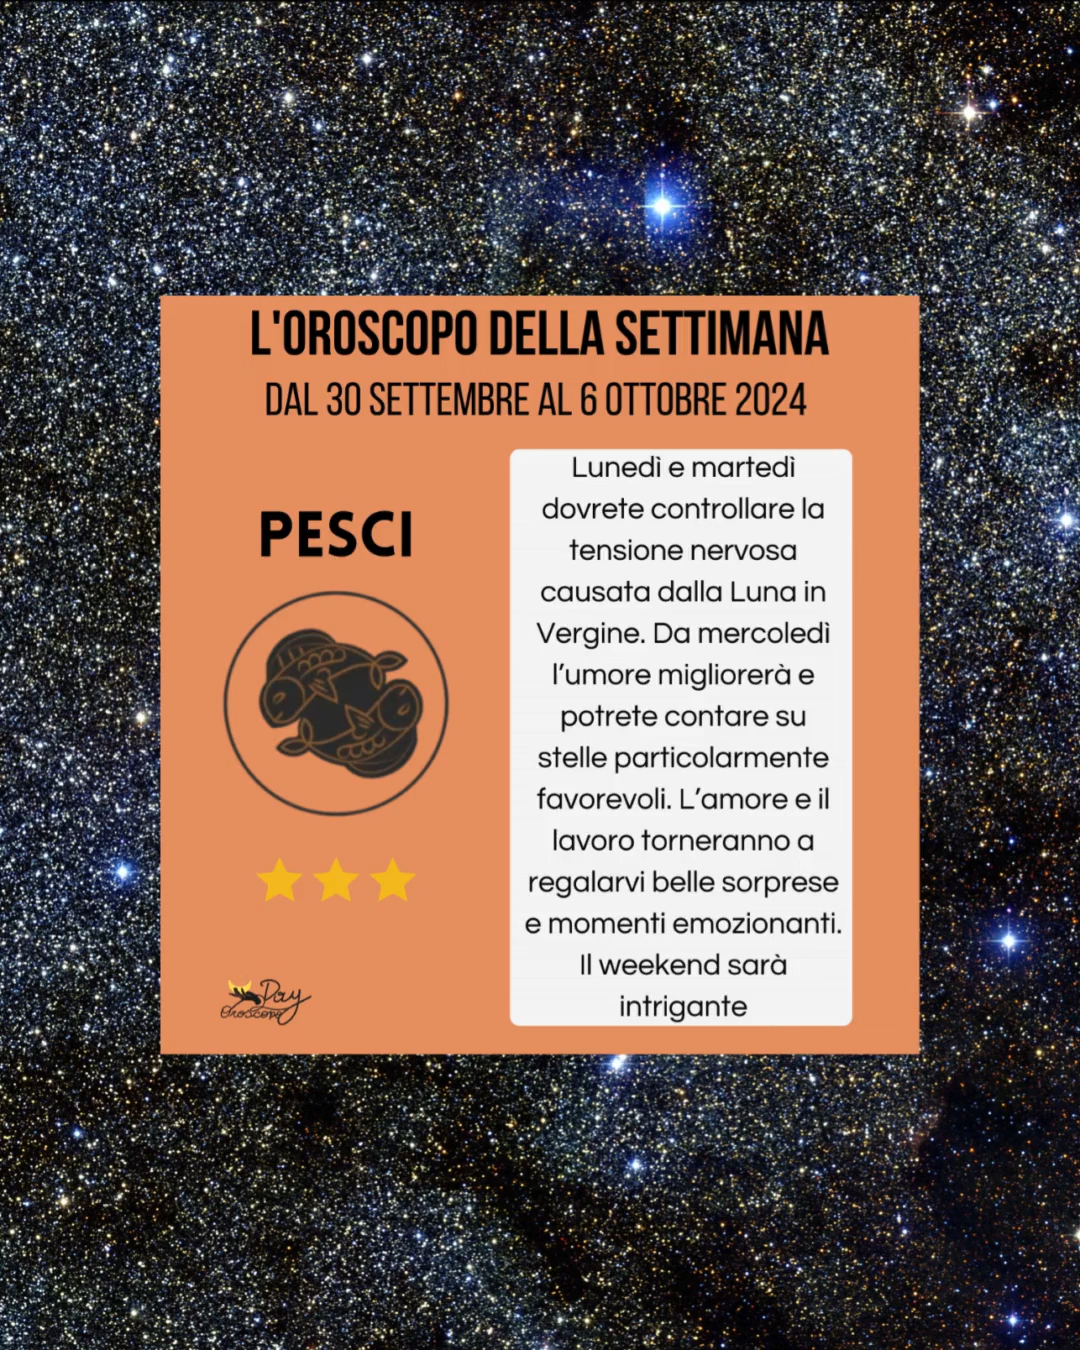 L'OROSCOPO DELLA SETTIMANA
DAL 30 SETTEMBRE AL 6 OTTOBRE 2024
PESCI
Lunedì e martedì
dovrete controllare la
tensione nervosa
causata dalla Luna in
Vergine. Da mercoledì
l’umore migliorerà e
potrete contare su
stelle particolarmente
favorevoli. L’amore e il
lavoro torneranno a
regalarvi belle sorprese
e momenti emozionanti.
Il weekend sarà
intrigante
Day
Oroscopo